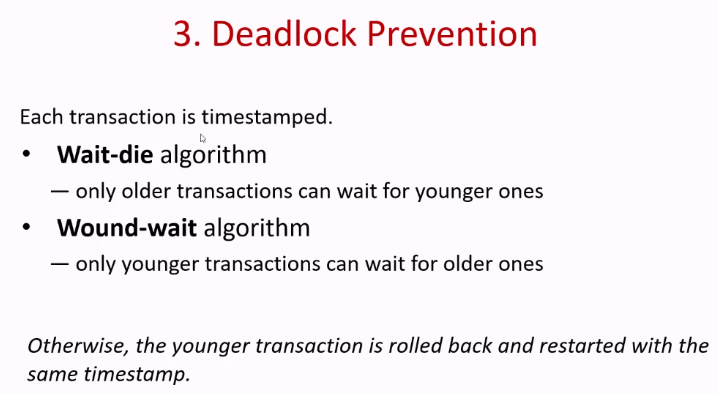 3. Deadlock Prevention
Each transaction is timestamped.
• Wait-die algorithm
— only older transactions can wait for younger ones
• Wound-wait algorithm
— only younger transactions can wait for older ones
Otherwise, the younger transaction is rolled back and restarted with the
same timestamp.